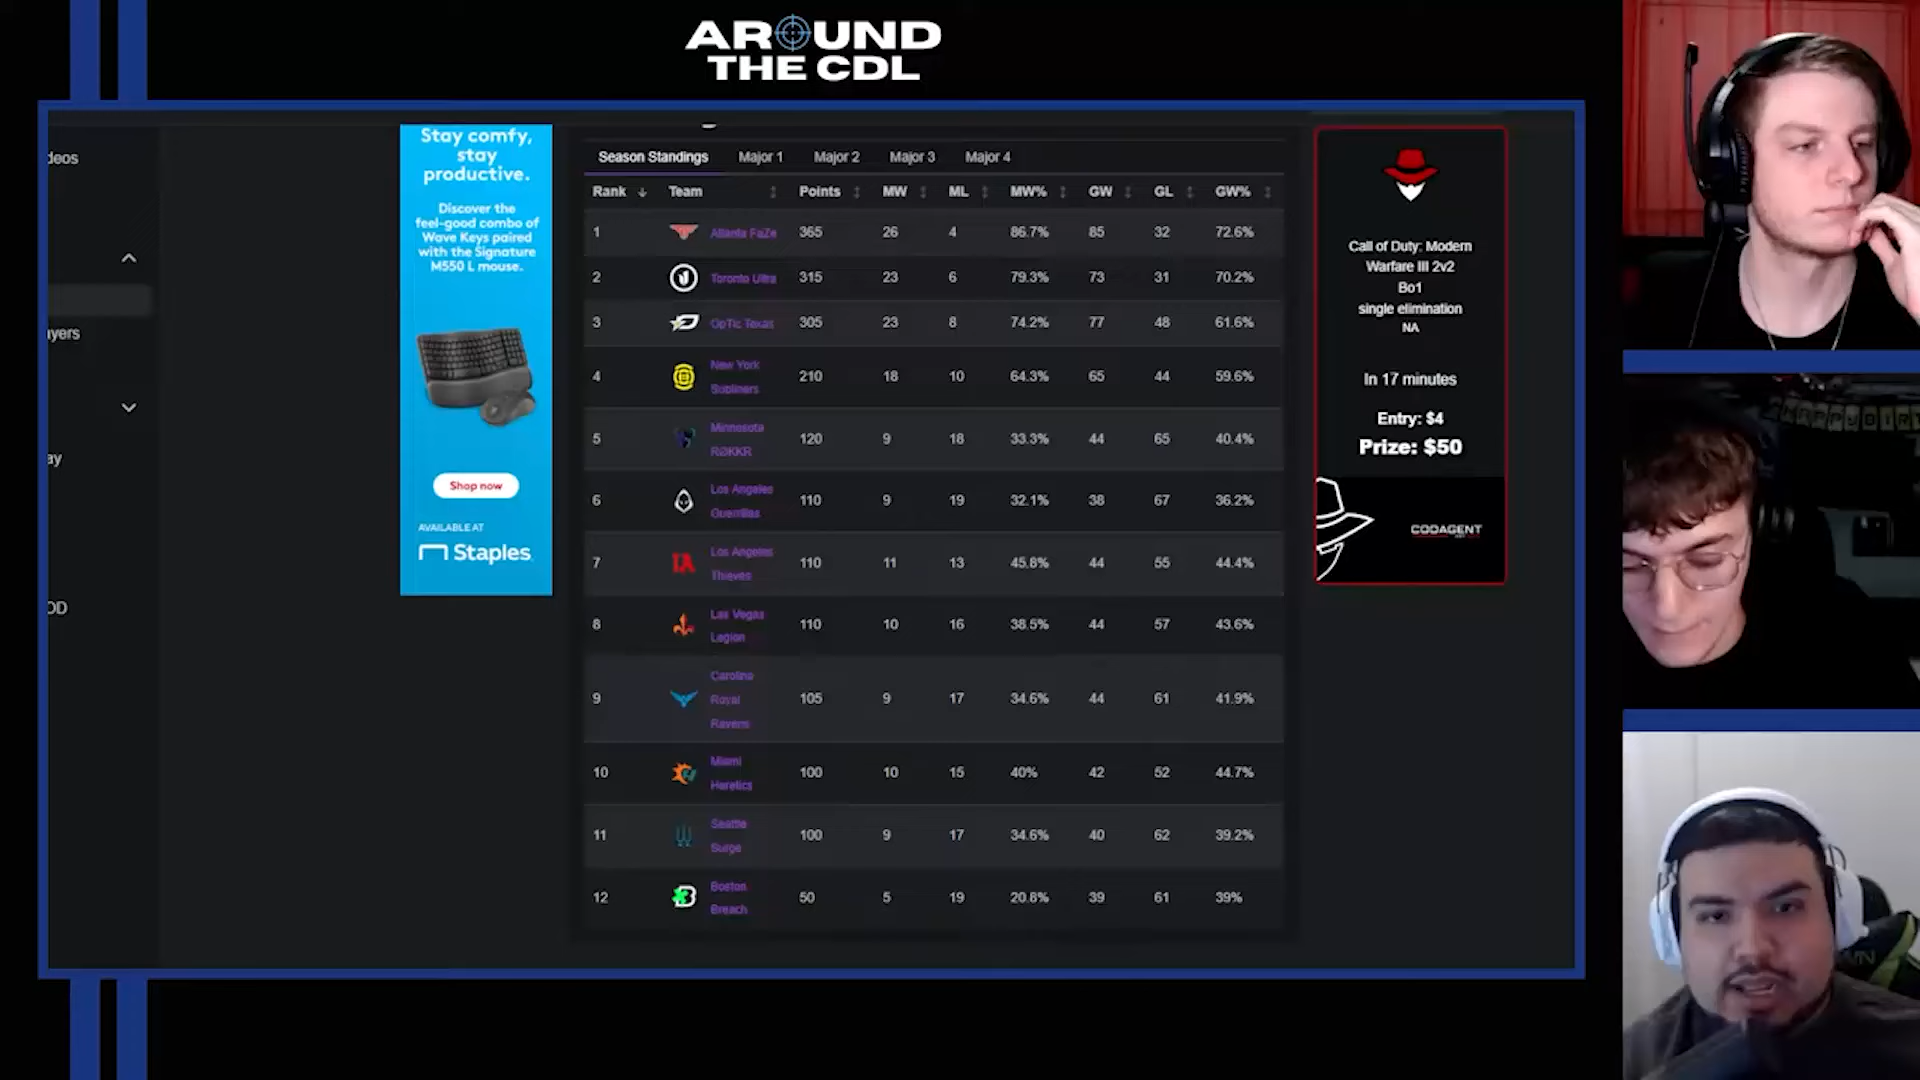 AROUND
THE CDL
deos
ayers
ay
OD
Stay comfy,
stay
productive.
Discover the
feel-good combo of
Wave Keys paired
with the Signature
M550 L mouse.
Shop now
AVAILABLE AT
Staples
Season Standings Major 1 Major 2 Major 3 Major 4
Rank Team Points MW ML MW% GW GL GW%
1 Atlanta FaZe 365 26 4 86.7% 85 32 72.6%
2 Toronto Ultra 315 23 6 79.3% 73 31 70.2%
3 OpTic Texas 305 23 8 74.2% 77 48 61.6%
4 New York Subliners 210 18 10 64.3% 65 44 59.6%
5 Minnesota RØKKR 120 9 18 33.3% 44 65 40.4%
6 Los Angeles Guerrillas 110 9 19 32.1% 38 67 36.2%
7 Los Angeles Thieves 110 11 13 45.8% 44 55 44.4%
8 Las Vegas Legion 110 10 16 38.5% 44 57 43.6%
9 Carolina Royal Ravens 105 9 17 34.6% 44 61 41.9%
10 Miami Heretics 100 10 15 40% 42 52 44.7%
11 Seattle Surge 100 9 17 34.6% 40 62 39.2%
12 Boston Breach 50 5 19 20.8% 39 61 39%
Call of Duty: Modern
Warfare III 2v2
Bo1
single elimination
NA
In 17 minutes
Entry: $4
Prize: $50
CODAGENT